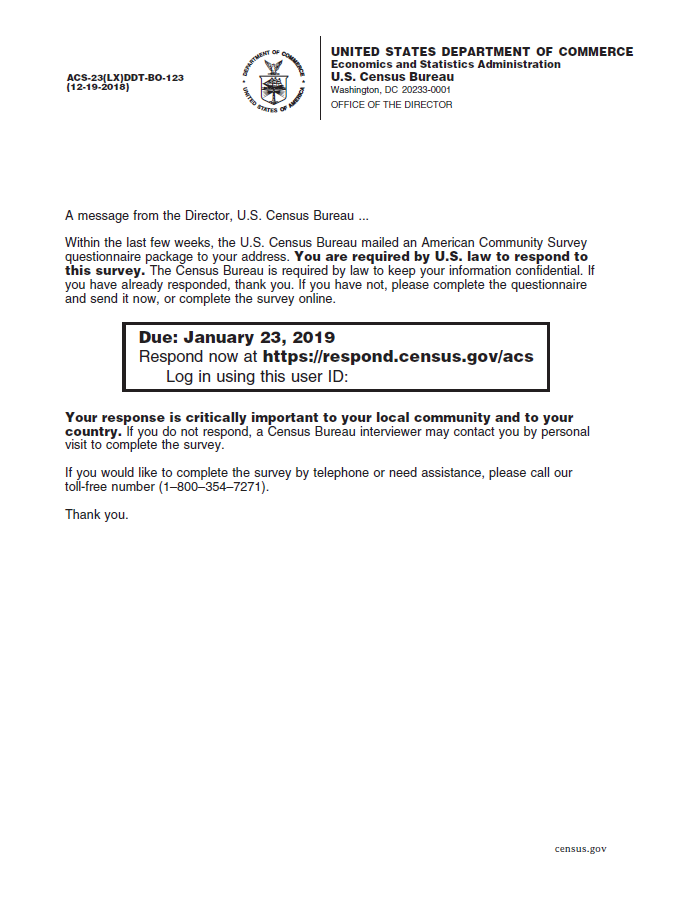 ACS-23(LX)DDT-BO-123
(12-19-2018)
DEPARTMENT OF COMMERCE
UNITED STATES OF AMERICA
UNITED STATES DEPARTMENT OF COMMERCE
Economics and Statistics Administration
U.S. Census Bureau
Washington, DC 20233-0001
OFFICE OF THE DIRECTOR
A message from the Director, U.S. Census Bureau ...
Within the last few weeks, the U.S. Census Bureau mailed an American Community Survey
questionnaire package to your address. You are required by U.S. law to respond to
this survey. The Census Bureau is required by law to keep your information confidential. If
you have already responded, thank you. If you have not, please complete the questionnaire
and send it now, or complete the survey online.
Due: January 23, 2019
Respond now at https://respond.census.gov/acs
Log in using this user ID:
Your response is critically important to your local community and to your
country. If you do not respond, a Census Bureau interviewer may contact you by personal
visit to complete the survey.
If you would like to complete the survey by telephone or need assistance, please call our
toll-free number (1–800–354–7271).
Thank you.
census.gov